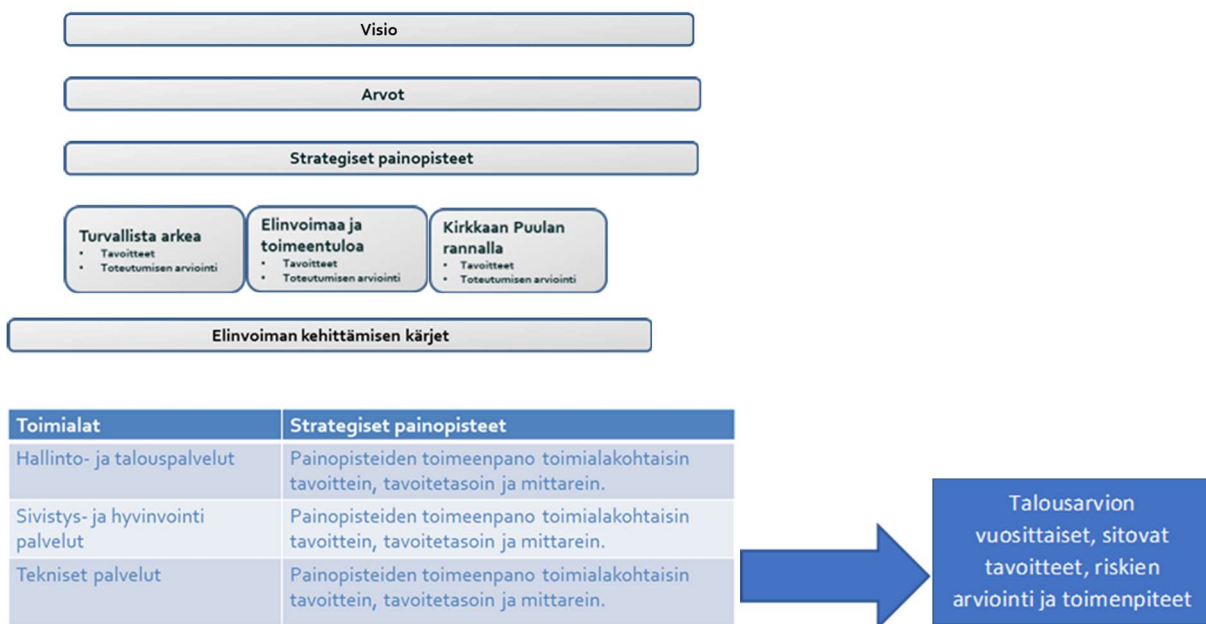 Visio
Arvot
Strategiset painopisteet
Turvallista arkea
• Tavoitteet
• Toteutumisen arviointi
Elinvoimaa ja
toimeentuloa
• Tavoitteet
• Toteutumisen arviointi
Kirkkaan Puulan
rannalla
• Tavoitteet
• Toteutumisen arviointi
Elinvoiman kehittämisen kärjet
Toimialat Strategiset painopisteet
Hallinto- ja talouspalvelut Painopisteiden toimeenpano toimialakohtaisin
tavoittein, tavoitetasoin ja mittarein.
Sivistys- ja hyvinvointi Painopisteiden toimeenpano toimialakohtaisin
palvelut tavoittein, tavoitetasoin ja mittarein.
Tekniset palvelut Painopisteiden toimeenpano toimialakohtaisin
tavoittein, tavoitetasoin ja mittarein.
Talousarvion
vuosittaiset, sitovat
tavoitteet, riskien
arviointi ja toimenpiteet